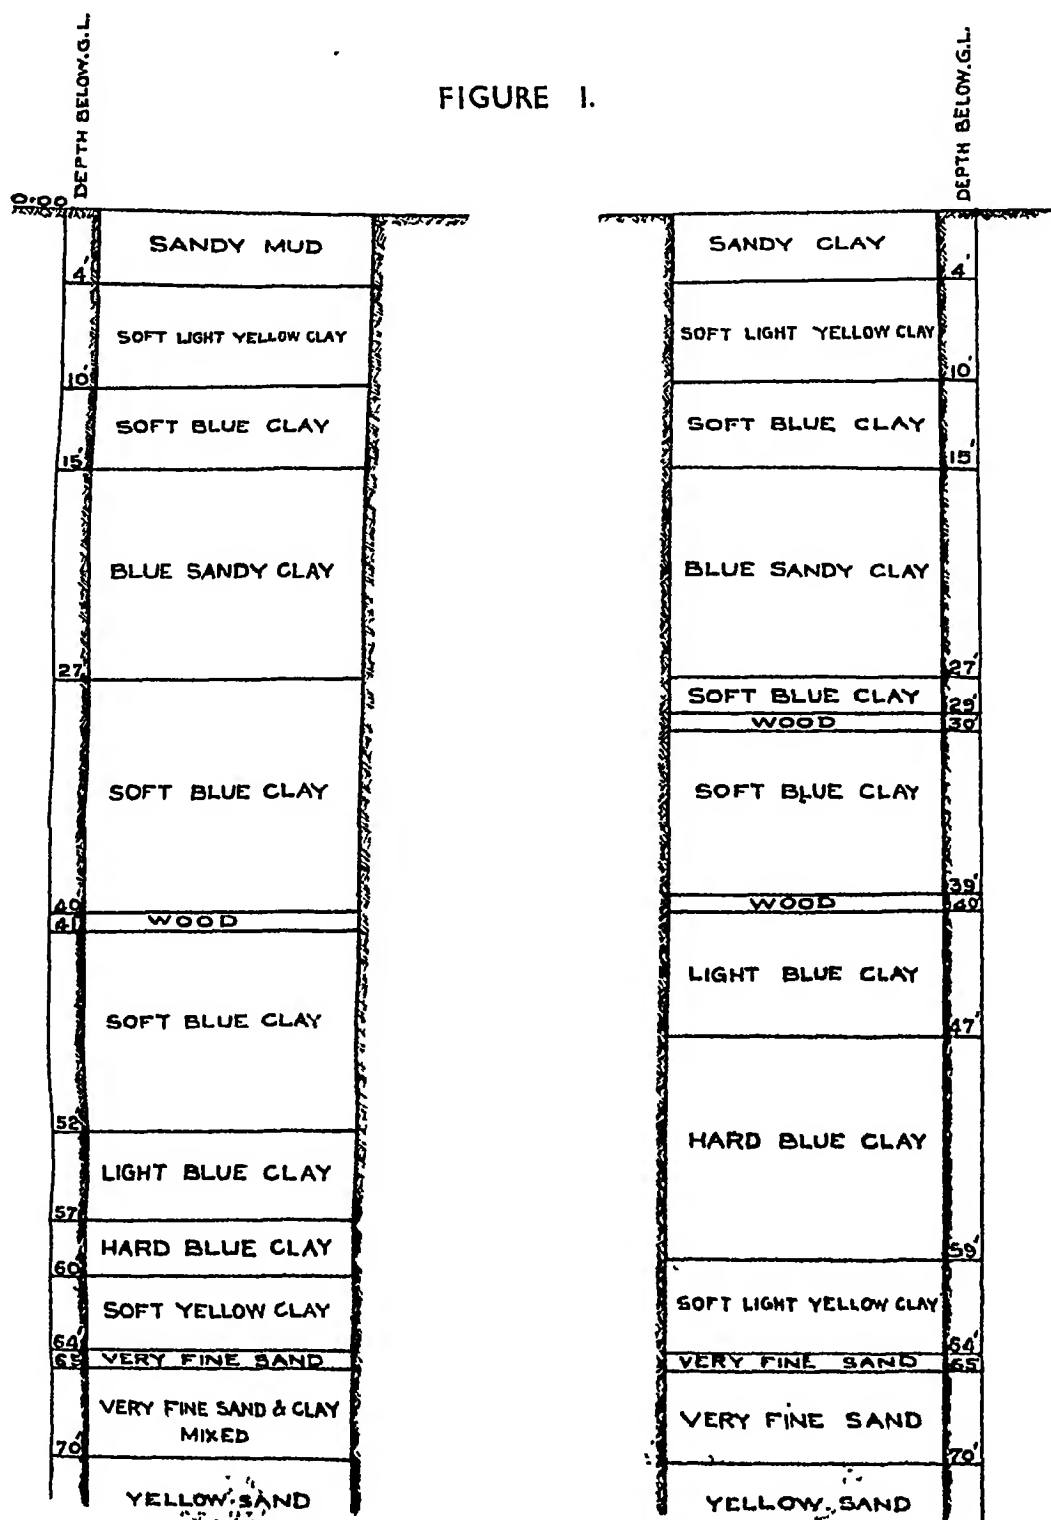 FIGURE 1.
DEPTH BELOW.G.L.
0.00
SANDY MUD
4'
SOFT LIGHT YELLOW CLAY
10'
SOFT BLUE CLAY
15'
BLUE SANDY CLAY
27'
SOFT BLUE CLAY
40'
WOOD
41'
SOFT BLUE CLAY
52'
LIGHT BLUE CLAY
57'
HARD BLUE CLAY
60'
SOFT YELLOW CLAY
64'
VERY FINE SAND
65'
VERY FINE SAND & CLAY
MIXED
70'
YELLOW SAND
DEPTH BELOW.G.L.
SANDY CLAY
4'
SOFT LIGHT YELLOW CLAY
10'
SOFT BLUE CLAY
15'
BLUE SANDY CLAY
27'
SOFT BLUE CLAY
29'
WOOD
30'
SOFT BLUE CLAY
39'
WOOD
40'
LIGHT BLUE CLAY
47'
HARD BLUE CLAY
59'
SOFT LIGHT YELLOW CLAY
64'
VERY FINE SAND
65'
VERY FINE SAND
70'
YELLOW SAND